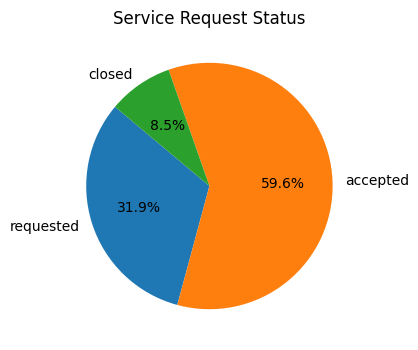 Service Request Status
closed
8.5%
59.6%
accepted
31.9%
requested